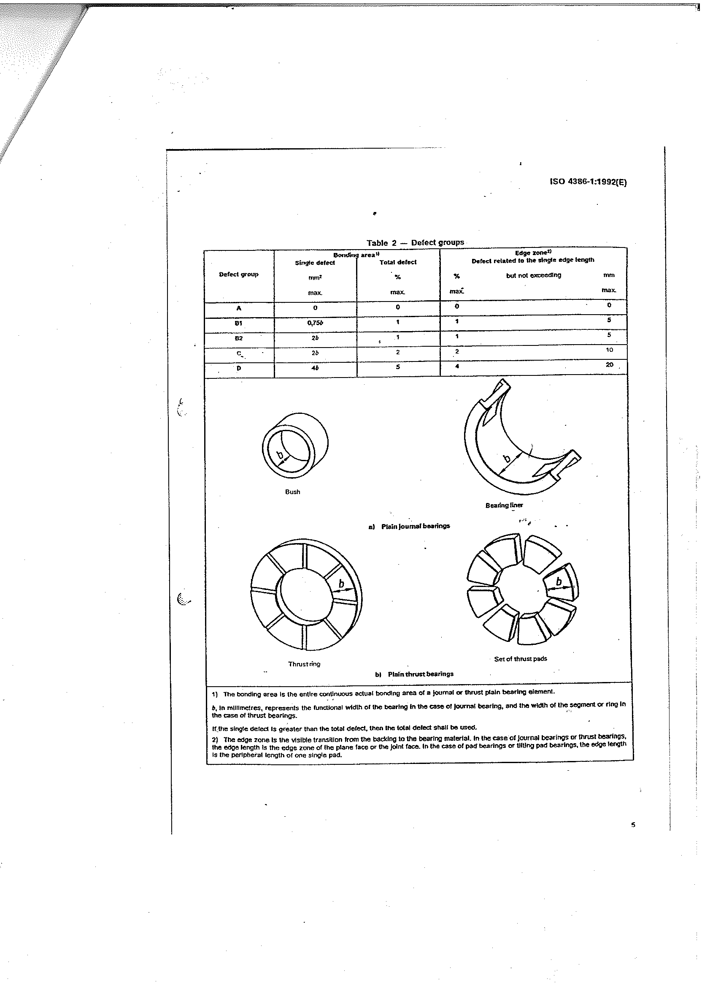 ISO 4386-1:1992(E)
Table 2 — Defect groups
Defect group
Bonding area1)
Single defect
mm²
max.
Total defect
%
max.
Edge zone2)
Defect related to the single edge length
% but not exceeding mm
max. max.
A 0 0 0 0
B1 0,75b 1 1 5
B2 2b 1 1 5
C 2b 2 2 10
D 4b 5 4 20
b
b
Bush
Bearing liner
a) Plain journal bearings
b
b
Thrust ring
Set of thrust pads
b) Plain thrust bearings
1) The bonding area is the entire continuous actual bonding area of a journal or thrust plain bearing element.
b, in millimetres, represents the functional width of the bearing in the case of journal bearing, and the width of the segment or ring in
the case of thrust bearings.
If the single defect is greater than the total defect, then the total defect shall be used.
2) The edge zone is the visible transition from the backing to the bearing material. In the case of journal bearings or thrust bearings,
the edge length is the edge zone of the plane face or the joint face. In the case of pad bearings or tilting pad bearings, the edge length
is the peripheral length of one single pad.
5